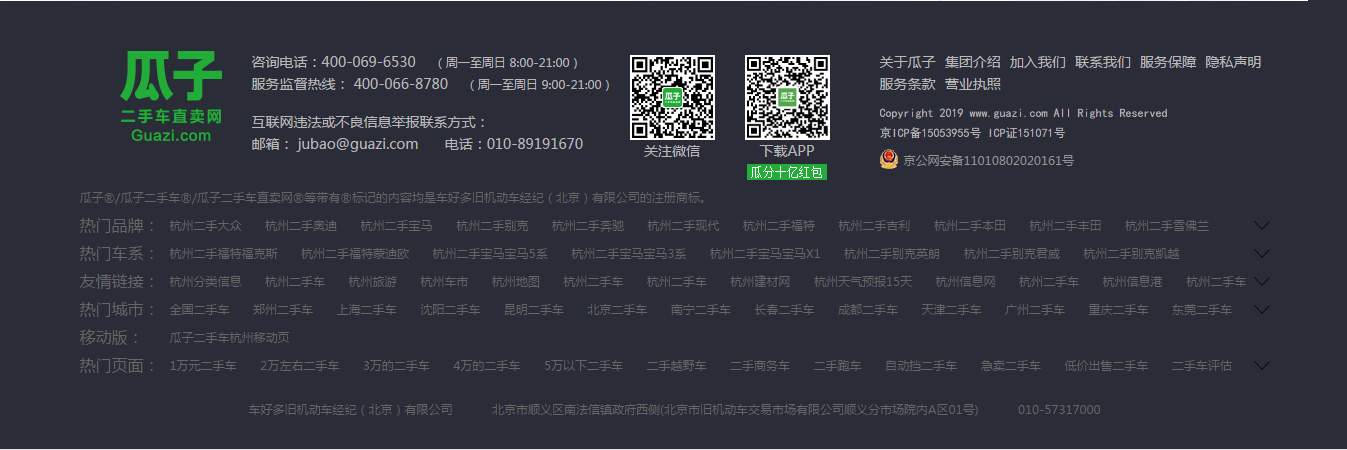 瓜子
二手车直卖网
Guazi.com
咨询电话：400-069-6530 （ 周一至周日 8:00-21:00）
服务监督热线： 400-066-8780 （ 周一至周日 9:00-21:00 ）
互联网违法或不良信息举报联系方式：
邮箱： jubao@guazi.com 电话：010-89191670
瓜子
关注微信
瓜子
下载APP
瓜分十亿红包
关于瓜子 集团介绍 加入我们 联系我们 服务保障 隐私声明
服务条款 营业执照
Copyright 2019 www.guazi.com All Rights Reserved
京ICP备15053955号 ICP证151071号
京公网安备11010802020161号
瓜子®/瓜子二手车®/瓜子二手车直卖网®等带有®标记的内容均是车好多旧机动车经纪（北京）有限公司的注册商标。
热门品牌： 杭州二手大众 杭州二手奥迪 杭州二手宝马 杭州二手别克 杭州二手奔驰 杭州二手现代 杭州二手福特 杭州二手吉利 杭州二手本田 杭州二手丰田 杭州二手雪佛兰
热门车系： 杭州二手福特福克斯 杭州二手福特蒙迪欧 杭州二手宝马宝马5系 杭州二手宝马宝马3系 杭州二手宝马宝马X1 杭州二手别克英朗 杭州二手别克君威 杭州二手别克凯越
友情链接： 杭州分类信息 杭州二手车 杭州旅游 杭州车市 杭州地图 杭州二手车 杭州二手车 杭州建材网 杭州天气预报15天 杭州信息网 杭州二手车 杭州信息港 杭州二手车
热门城市： 全国二手车 郑州二手车 上海二手车 沈阳二手车 昆明二手车 北京二手车 南宁二手车 长春二手车 成都二手车 天津二手车 广州二手车 重庆二手车 东莞二手车
移动版： 瓜子二手车杭州移动页
热门页面： 1万元二手车 2万左右二手车 3万的二手车 4万的二手车 5万以下二手车 二手越野车 二手商务车 二手跑车 自动挡二手车 急卖二手车 低价出售二手车 二手车评估
车好多旧机动车经纪（北京）有限公司 北京市顺义区南法信镇政府西侧(北京市旧机动车交易市场有限公司顺义分市场院内A区01号) 010-57317000